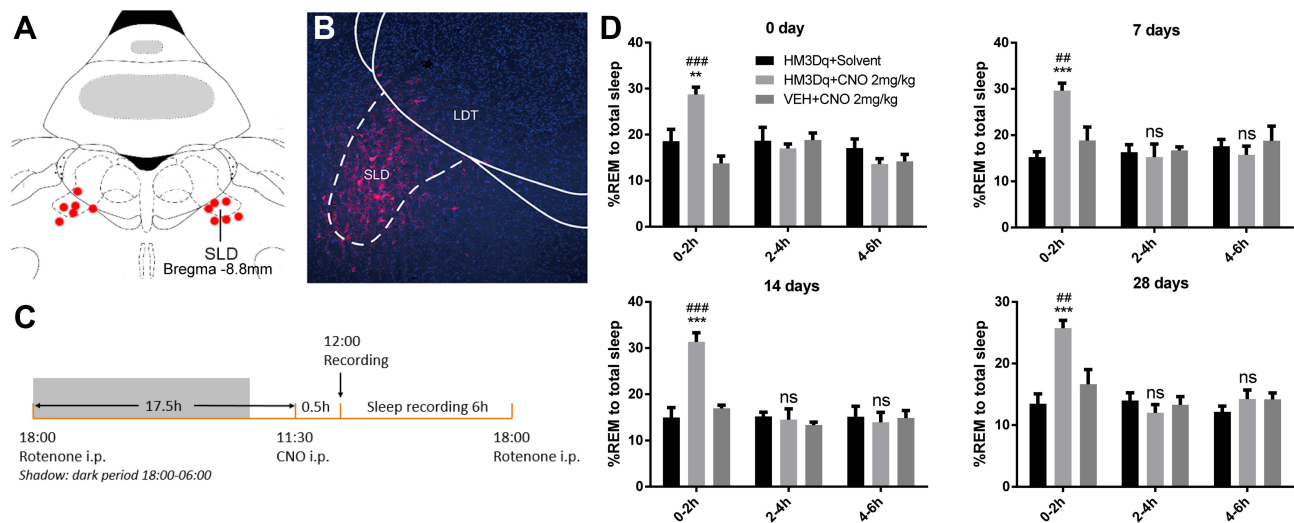 A
SLD
Bregma -8.8mm
B
LDT
SLD
C
12:00
Recording
17.5h
0.5h
Sleep recording 6h
18:00
11:30
18:00
Rotenone i.p.
CNO i.p.
Rotenone i.p.
Shadow: dark period 18:00-06:00
D
0 day
%REM to total sleep
40
30
20
10
0
###
**
HM3Dq+Solvent
HM3Dq+CNO 2mg/kg
VEH+CNO 2mg/kg
0-2h
2-4h
4-6h
7 days
%REM to total sleep
40
30
20
10
0
##
***
ns
ns
0-2h
2-4h
4-6h
14 days
%REM to total sleep
40
30
20
10
0
###
***
ns
ns
0-2h
2-4h
4-6h
28 days
%REM to total sleep
30
20
10
0
##
***
ns
ns
0-2h
2-4h
4-6h